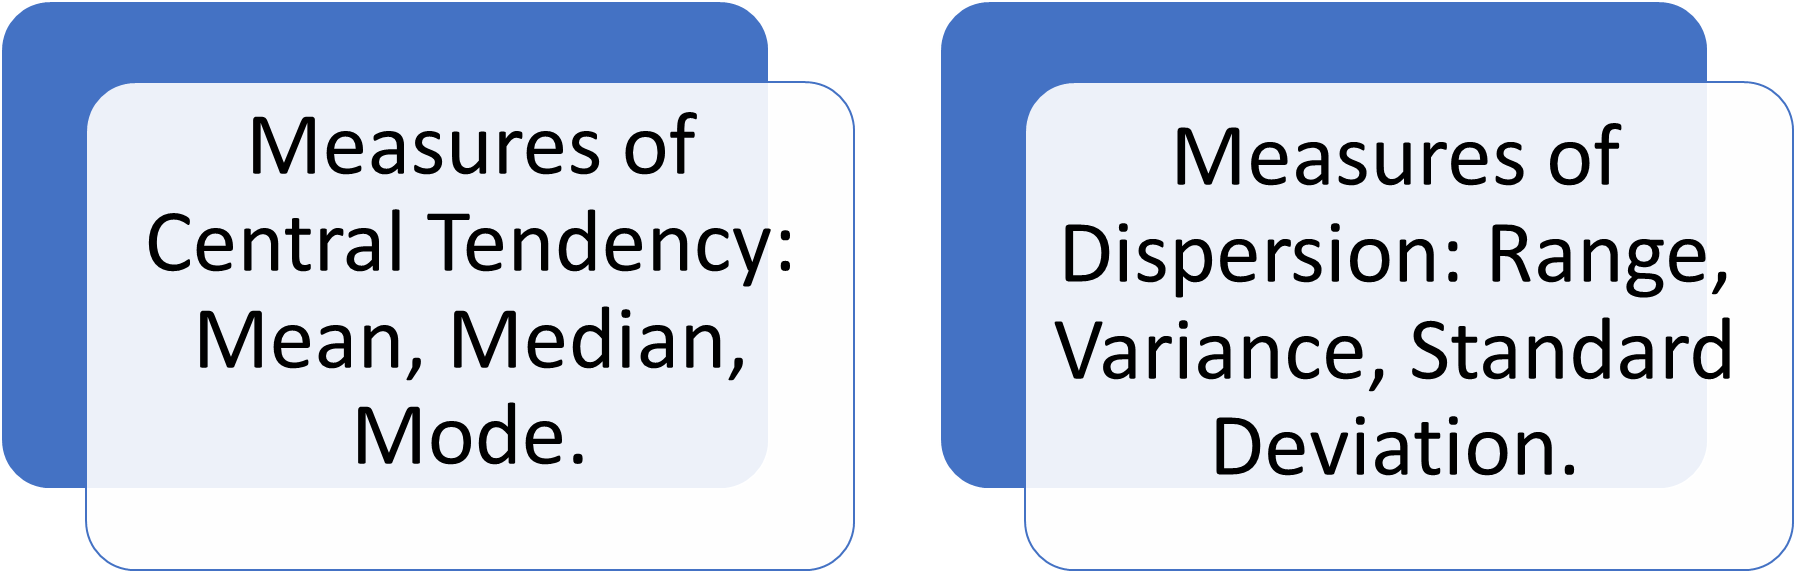 Measures of
Central Tendency:
Mean, Median,
Mode.
Measures of
Dispersion: Range,
Variance, Standard
Deviation.